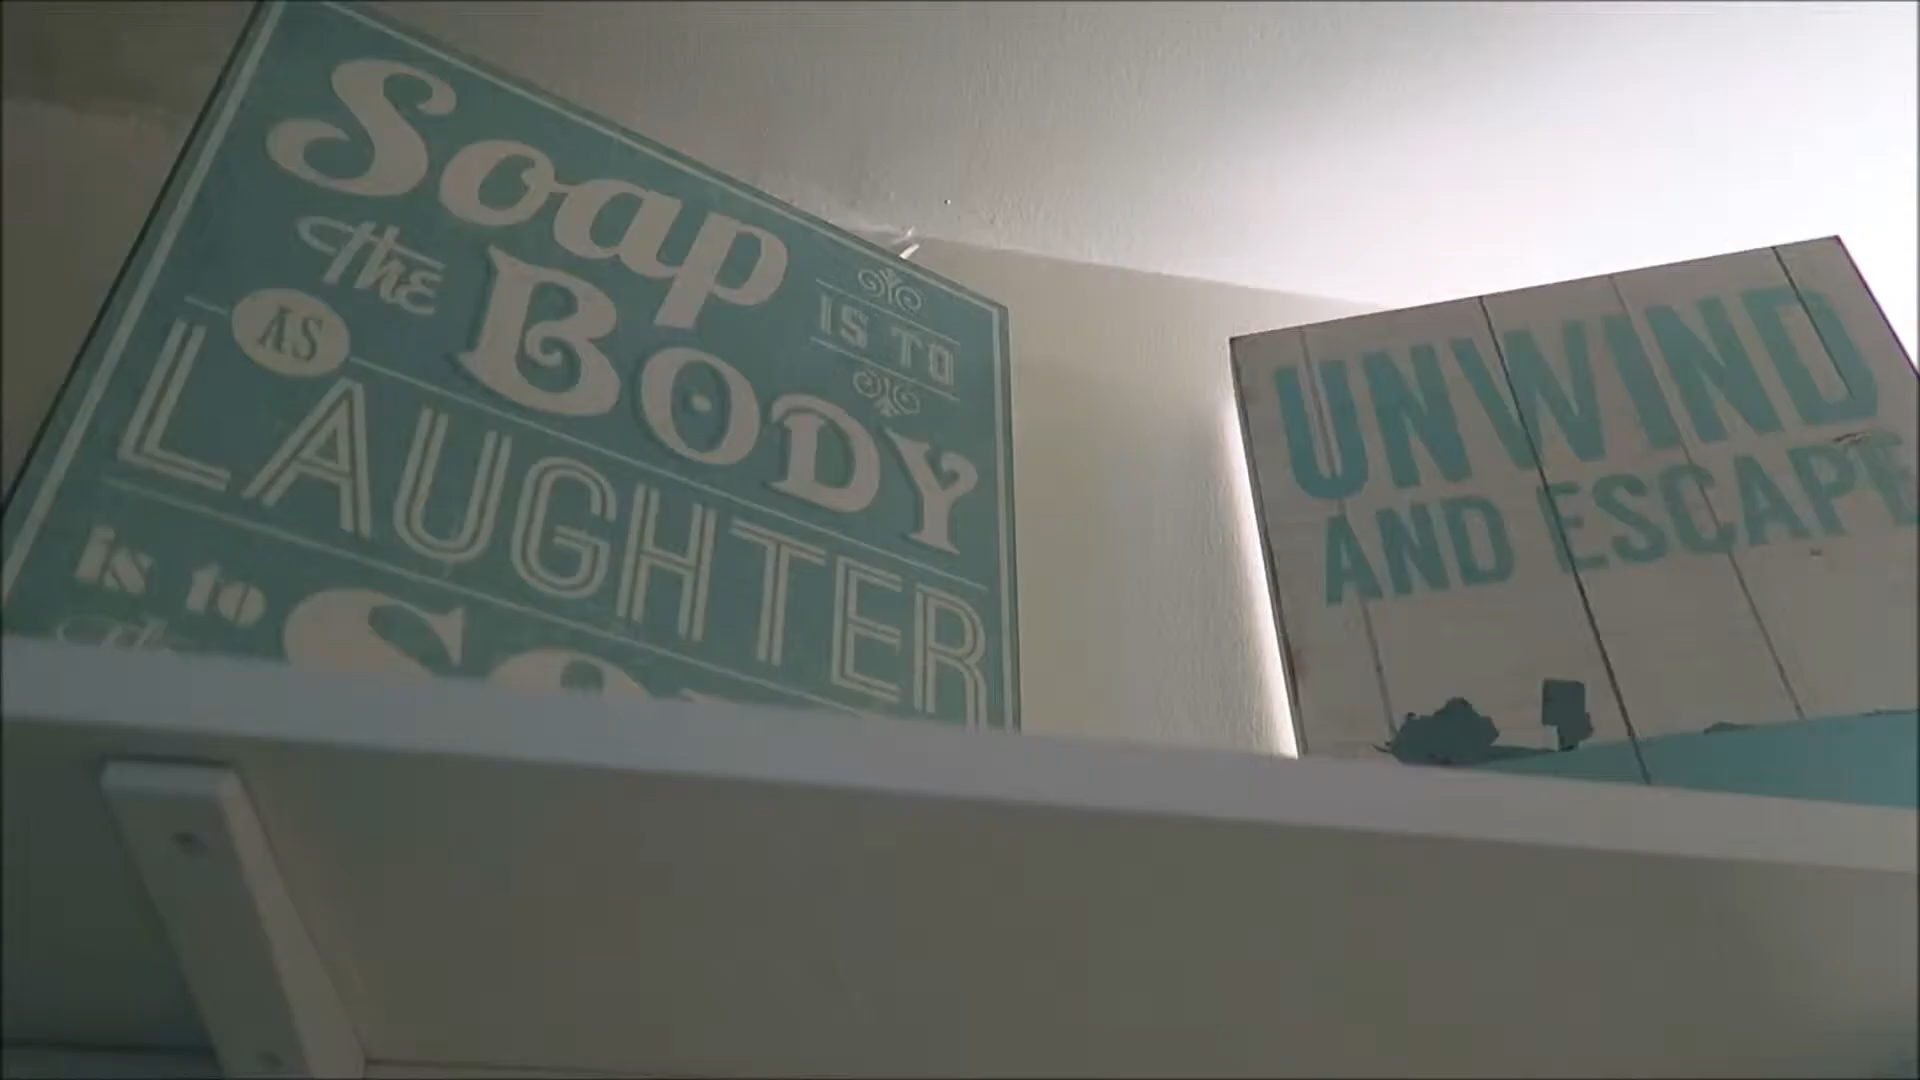 Soap IS TO
the BODY
AS
LAUGHTER
is to
UNWIND
AND ESCAPE